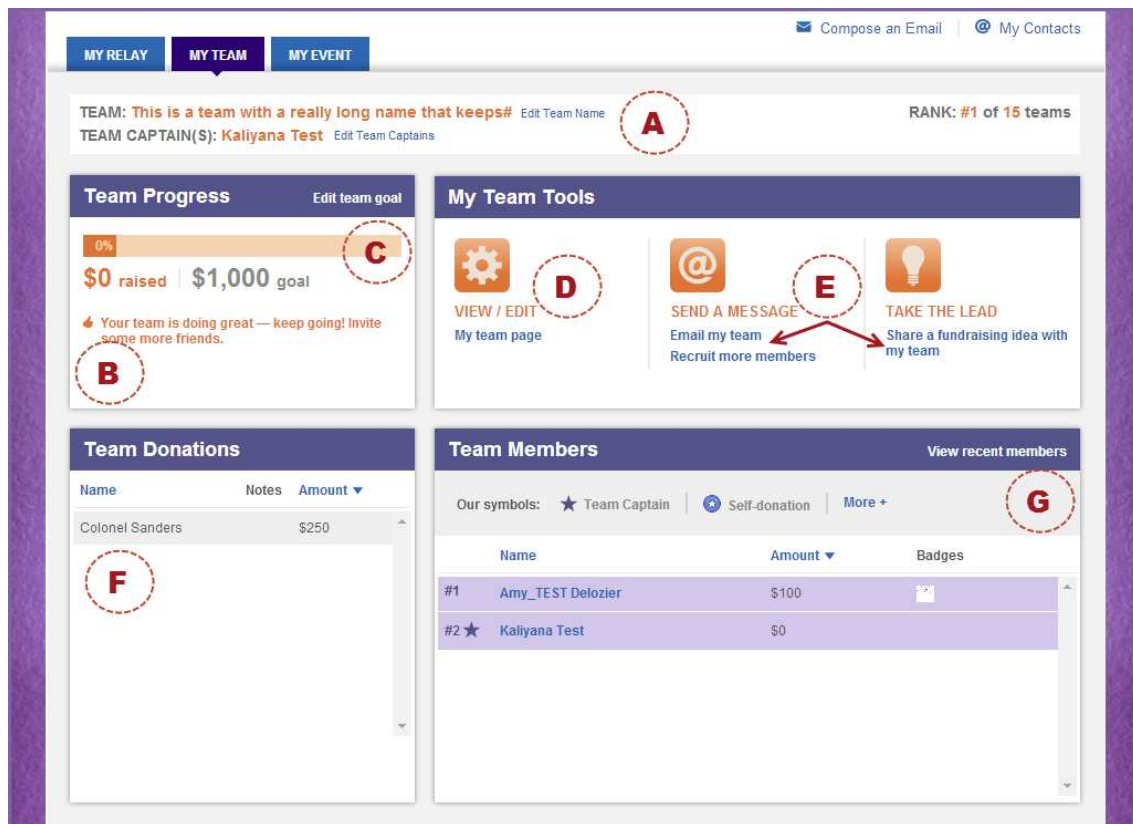 Compose an Email
@ My Contacts
MY RELAY
MY TEAM
MY EVENT
TEAM: This is a team with a really long name that keeps# Edit Team Name
TEAM CAPTAIN(S): Kaliyana Test Edit Team Captains
A
RANK: #1 of 15 teams
Team Progress
Edit team goal
0%
C
$0 raised
$1,000 goal
Your team is doing great — keep going! Invite
some more friends.
B
My Team Tools
D
VIEW / EDIT
My team page
@
SEND A MESSAGE
Email my team
Recruit more members
E
TAKE THE LEAD
Share a fundraising idea with
my team
Team Donations
Name Notes Amount
Colonel Sanders $250
F
Team Members
View recent members
Our symbols: Team Captain Self-donation More +
G
Name Amount Badges
#1 Amy_TEST Delozier $100
#2 Kaliyana Test $0